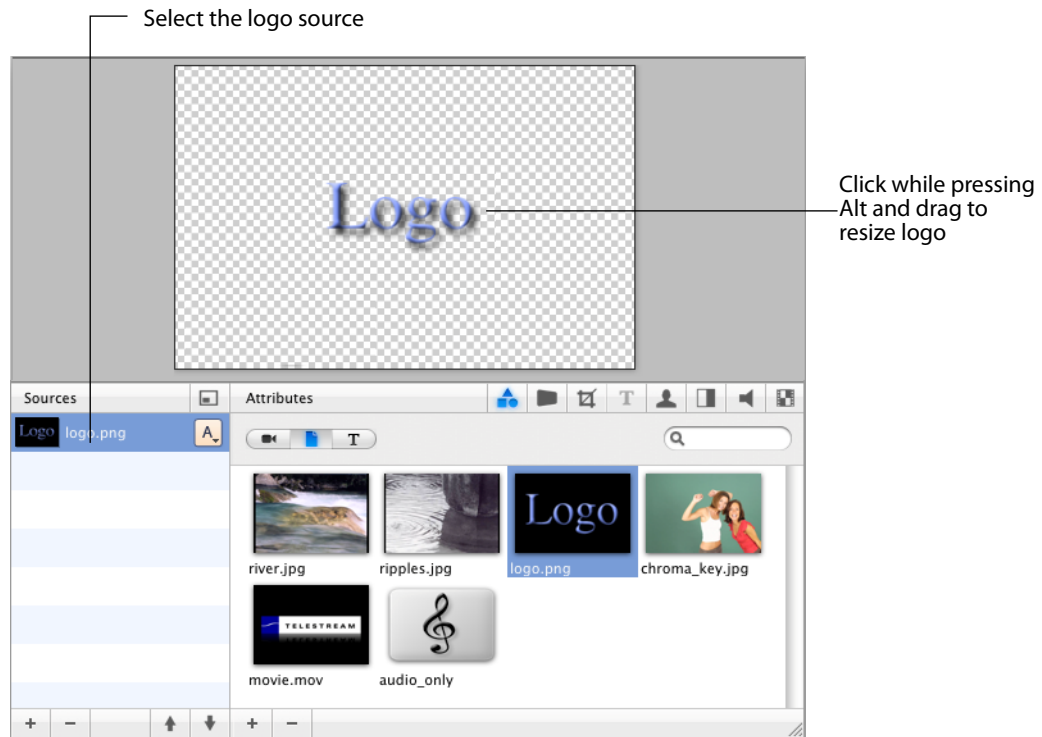 Select the logo source
Logo
Click while pressing
Alt and drag to
resize logo
Sources
Attributes
T
Logo logo.png
A
T
Logo
river.jpg
ripples.jpg
logo.png
chroma_key.jpg
TELESTREAM
movie.mov
audio_only